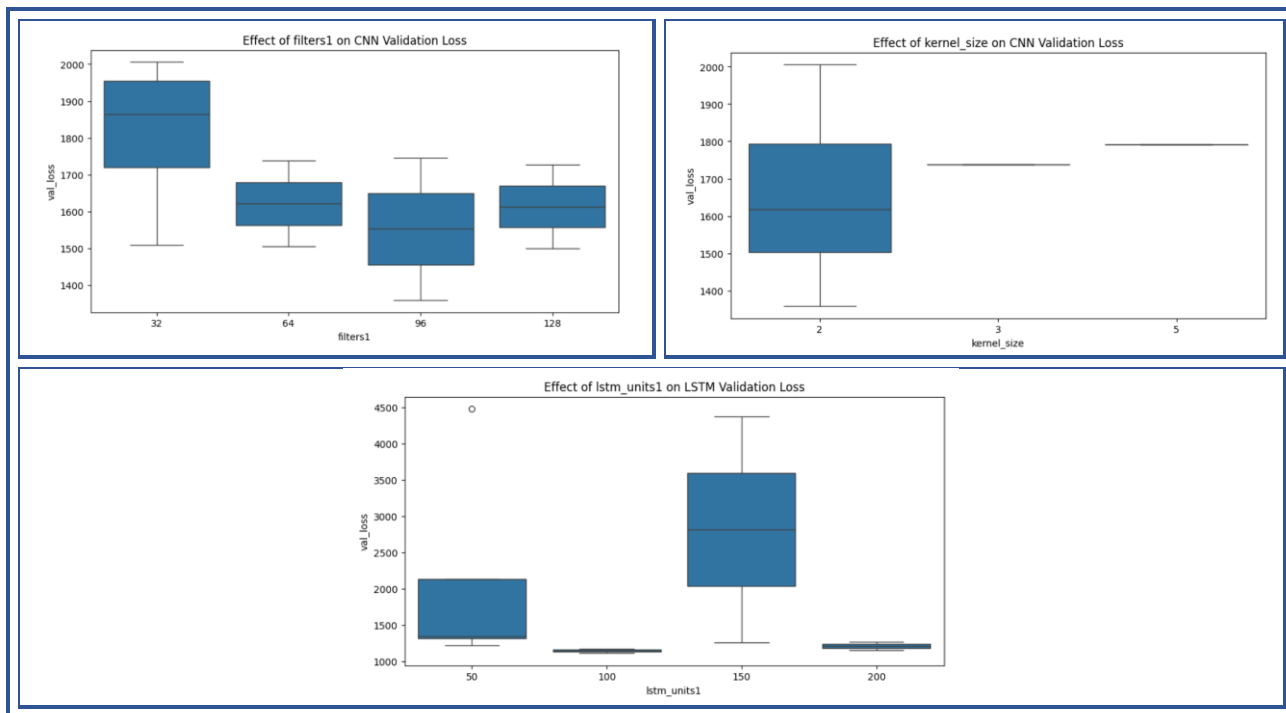 Effect of filters1 on CNN Validation Loss
val_loss
2000
1900
1800
1700
1600
1500
1400
32 64 96 128
filters1
Effect of kernel_size on CNN Validation Loss
val_loss
2000
1900
1800
1700
1600
1500
1400
2 3 5
kernel_size
Effect of lstm_units1 on LSTM Validation Loss
val_loss
4500
4000
3500
3000
2500
2000
1500
1000
50 100 150 200
lstm_units1